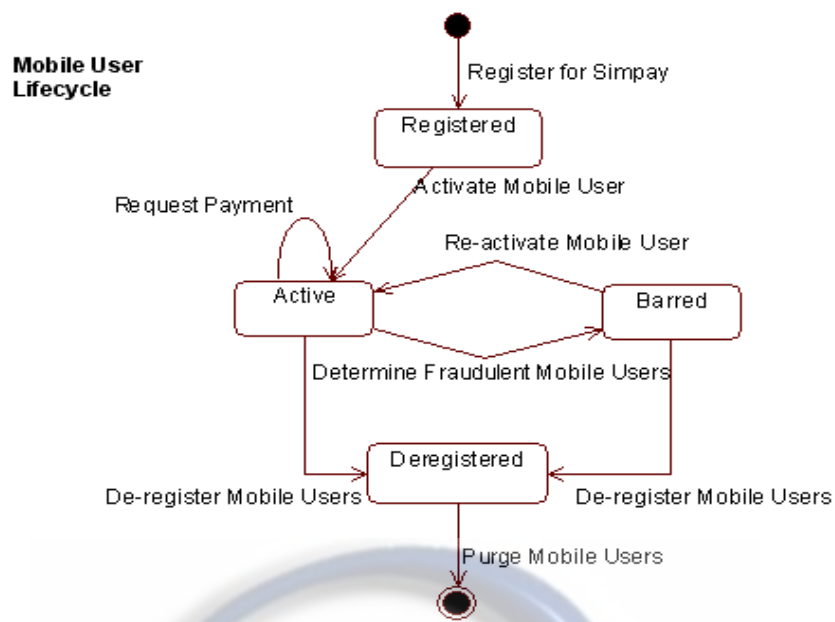 Mobile User
Lifecycle
Register for Simpay
Registered
Activate Mobile User
Request Payment
Re-activate Mobile User
Active
Barred
Determine Fraudulent Mobile Users
Deregistered
De-register Mobile Users
De-register Mobile Users
Purge Mobile Users